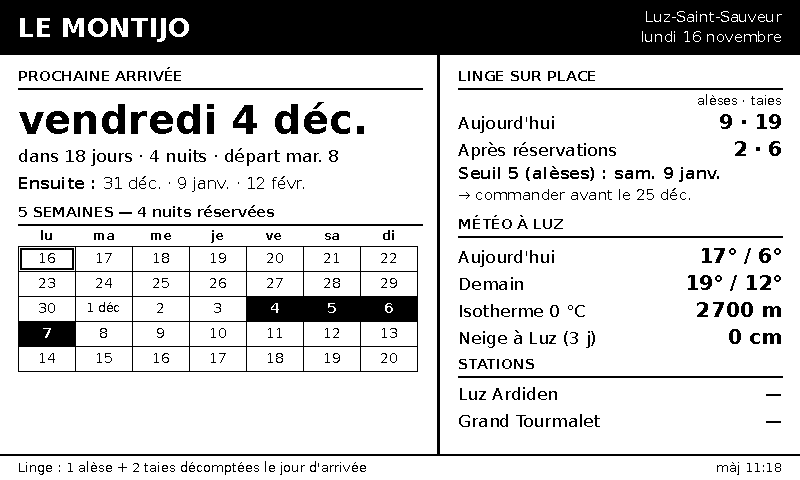 LE MONTIJO
Luz-Saint-Sauveur
lundi 16 novembre
PROCHAINE ARRIVÉE
vendredi 4 déc.
dans 18 jours · 4 nuits · départ mar. 8
Ensuite : 31 déc. · 9 janv. · 12 févr.
5 SEMAINES — 4 nuits réservées
lu ma me je ve sa di
16 17 18 19 20 21 22
23 24 25 26 27 28 29
30 1 déc 2 3 4 5 6
7 8 9 10 11 12 13
14 15 16 17 18 19 20
LINGE SUR PLACE
alèses · taies
Aujourd'hui 9 · 19
Après réservations 2 · 6
Seuil 5 (alèses) : sam. 9 janv.
→ commander avant le 25 déc.
MÉTÉO À LUZ
Aujourd'hui 17° / 6°
Demain 19° / 12°
Isotherme 0 °C 2700 m
Neige à Luz (3 j) 0 cm
STATIONS
Luz Ardiden —
Grand Tourmalet —
Linge : 1 alèse + 2 taies décomptées le jour d'arrivée
màj 11:18